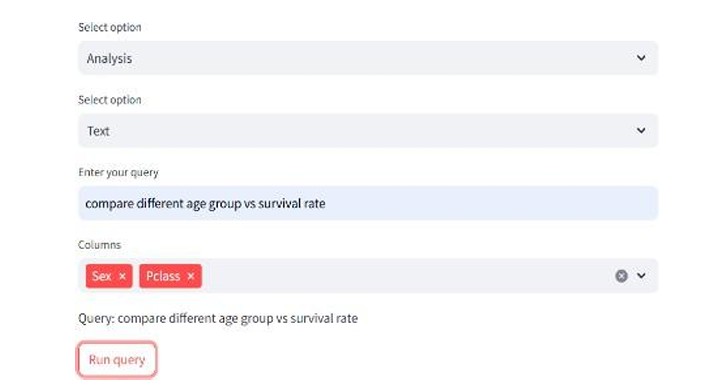 Select option
Analysis
Select option
Text
Enter your query
compare different age group vs survival rate
Columns
Sex × Pclass ×
Query: compare different age group vs survival rate
Run query